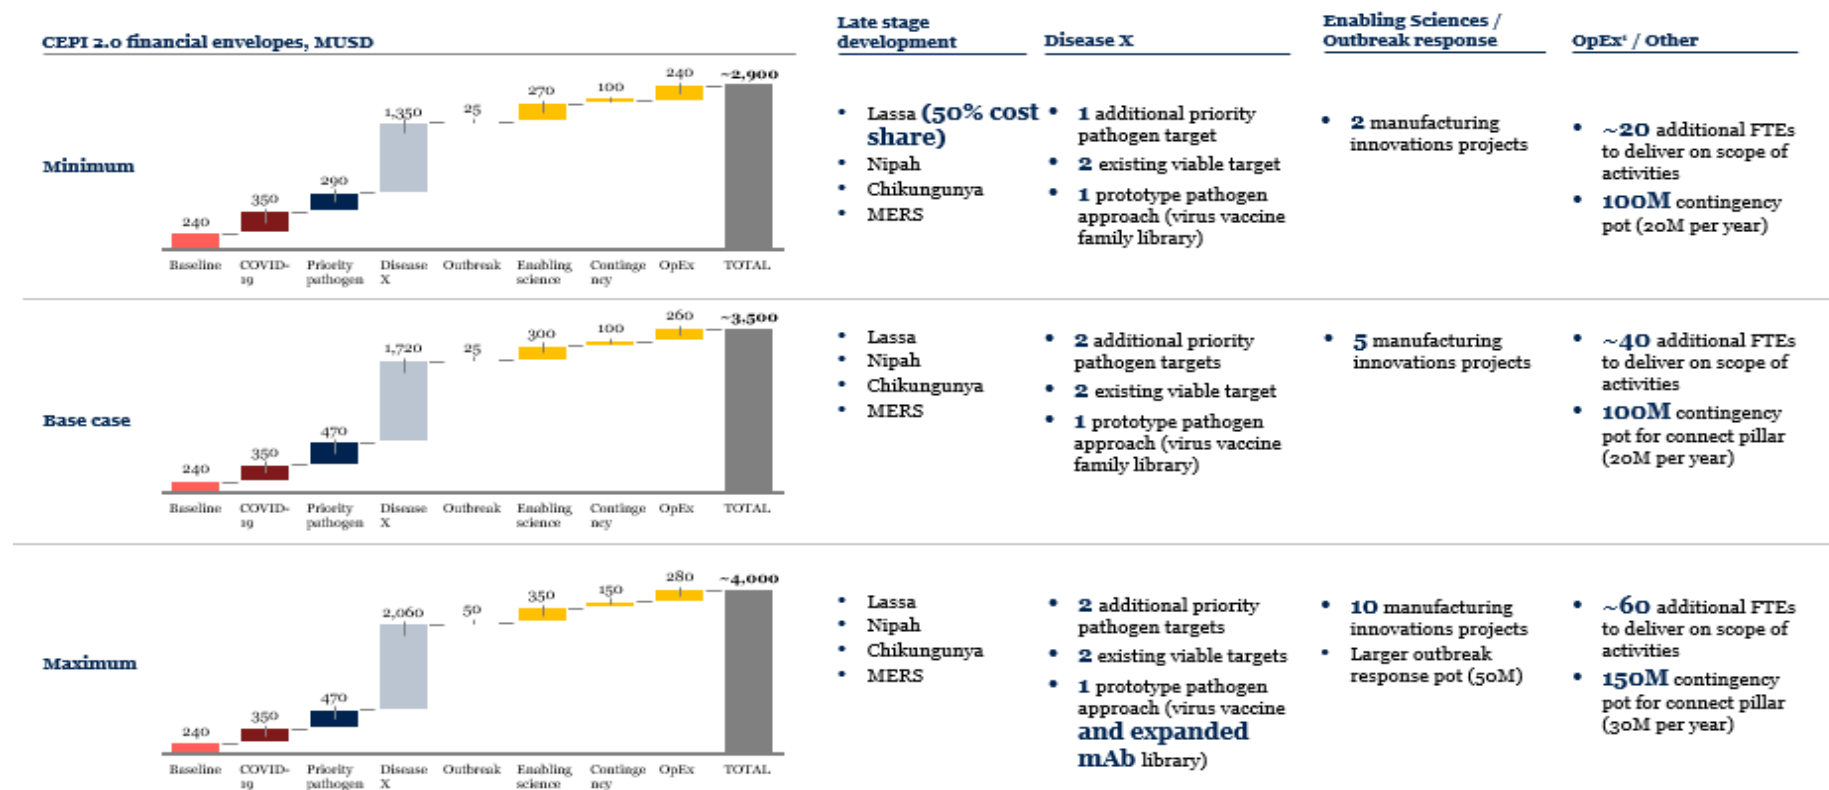 CEPI 2.0 financial envelopes, MUSD
Late stage
development
Disease X
Enabling Sciences /
Outbreak response
OpEx¹ / Other
Minimum
240
350
290
1,350
25
270
100
240
~2,900
Baseline
COVID-
19
Priority
pathogen
Disease
X
Outbreak
Enabling
science
Continge
ncy
OpEx
TOTAL
• Lassa (50% cost
share)
• Nipah
• Chikungunya
• MERS
• 1 additional priority
pathogen target
• 2 existing viable target
• 1 prototype pathogen
approach (virus vaccine
family library)
• 2 manufacturing
innovations projects
• ~20 additional FTEs
to deliver on scope of
activities
• 100M contingency
pot (20M per year)
Base case
240
350
470
1,720
25
300
100
260
~3,500
Baseline
COVID-
19
Priority
pathogen
Disease
X
Outbreak
Enabling
science
Continge
ncy
OpEx
TOTAL
• Lassa
• Nipah
• Chikungunya
• MERS
• 2 additional priority
pathogen targets
• 2 existing viable target
• 1 prototype pathogen
approach (virus vaccine
family library)
• 5 manufacturing
innovations projects
• ~40 additional FTEs
to deliver on scope of
activities
• 100M contingency
pot for connect pillar
(20M per year)
Maximum
240
350
470
2,060
50
350
150
280
~4,000
Baseline
COVID-
19
Priority
pathogen
Disease
X
Outbreak
Enabling
science
Continge
ncy
OpEx
TOTAL
• Lassa
• Nipah
• Chikungunya
• MERS
• 2 additional priority
pathogen targets
• 2 existing viable targets
• 1 prototype pathogen
approach (virus vaccine
and expanded
mAb library)
• 10 manufacturing
innovations projects
• Larger outbreak
response pot (50M)
• ~60 additional FTEs
to deliver on scope of
activities
• 150M contingency
pot for connect pillar
(30M per year)